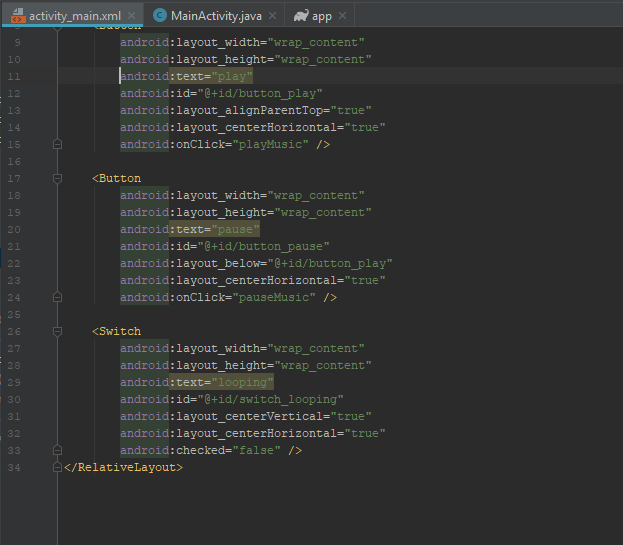 activity_main.xml × MainActivity.java × app ×
8 <Button
9 android:layout_width="wrap_content"
10 android:layout_height="wrap_content"
11 android:text="play"
12 android:id="@+id/button_play"
13 android:layout_alignParentTop="true"
14 android:layout_centerHorizontal="true"
15 android:onClick="playMusic" />
16
17 <Button
18 android:layout_width="wrap_content"
19 android:layout_height="wrap_content"
20 android:text="pause"
21 android:id="@+id/button_pause"
22 android:layout_below="@+id/button_play"
23 android:layout_centerHorizontal="true"
24 android:onClick="pauseMusic" />
25
26 <Switch
27 android:layout_width="wrap_content"
28 android:layout_height="wrap_content"
29 android:text="looping"
30 android:id="@+id/switch_looping"
31 android:layout_centerVertical="true"
32 android:layout_centerHorizontal="true"
33 android:checked="false" />
34 </RelativeLayout>